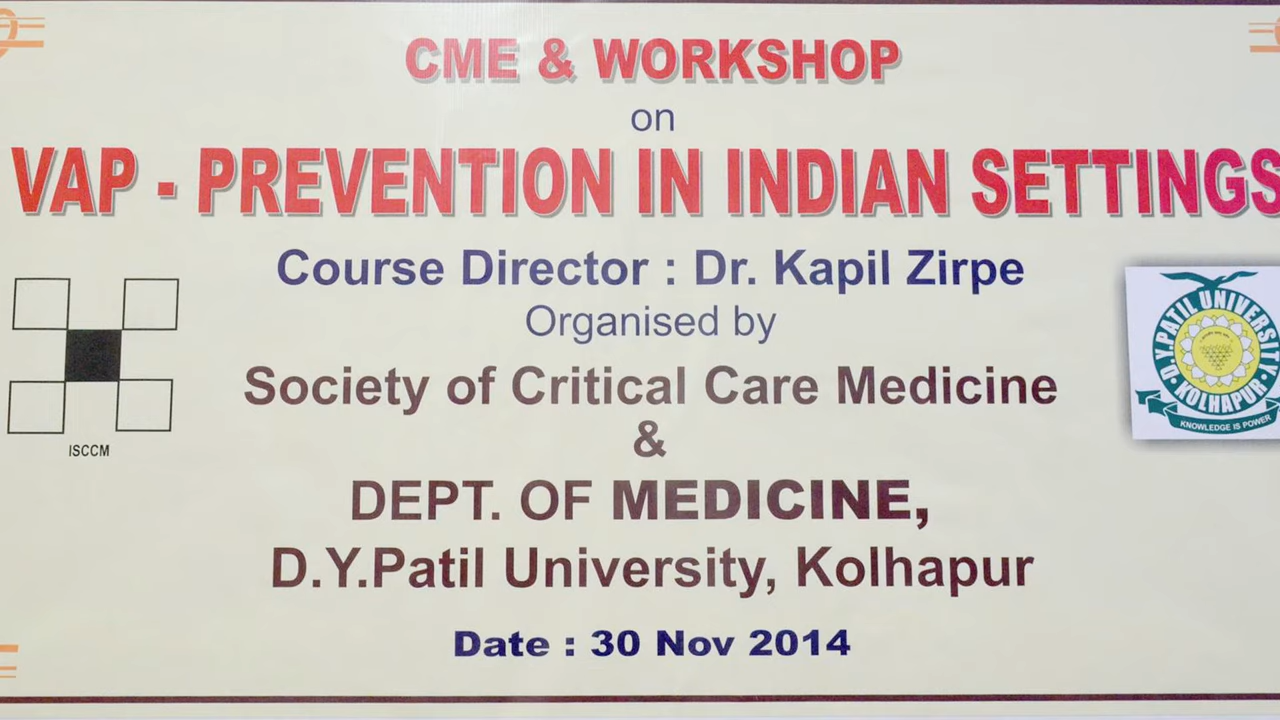 CME & WORKSHOP
on
VAP - PREVENTION IN INDIAN SETTINGS
Course Director : Dr. Kapil Zirpe
Organised by
Society of Critical Care Medicine
&
DEPT. OF MEDICINE,
D.Y.Patil University, Kolhapur
Date : 30 Nov 2014
ISCCM
D.Y.PATIL UNIVERSITY
KOLHAPUR
KNOWLEDGE IS POWER